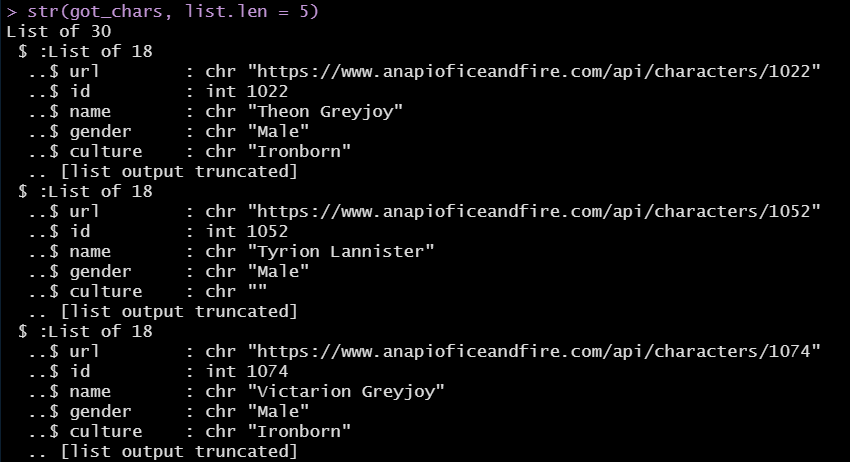 > str(got_chars, list.len = 5)
List of 30
 $ :List of 18
  ..$ url        : chr "https://www.anapioficeandfire.com/api/characters/1022"
  ..$ id         : int 1022
  ..$ name       : chr "Theon Greyjoy"
  ..$ gender     : chr "Male"
  ..$ culture    : chr "Ironborn"
  .. [list output truncated]
 $ :List of 18
  ..$ url        : chr "https://www.anapioficeandfire.com/api/characters/1052"
  ..$ id         : int 1052
  ..$ name       : chr "Tyrion Lannister"
  ..$ gender     : chr "Male"
  ..$ culture    : chr ""
  .. [list output truncated]
 $ :List of 18
  ..$ url        : chr "https://www.anapioficeandfire.com/api/characters/1074"
  ..$ id         : int 1074
  ..$ name       : chr "Victarion Greyjoy"
  ..$ gender     : chr "Male"
  ..$ culture    : chr "Ironborn"
  .. [list output truncated]